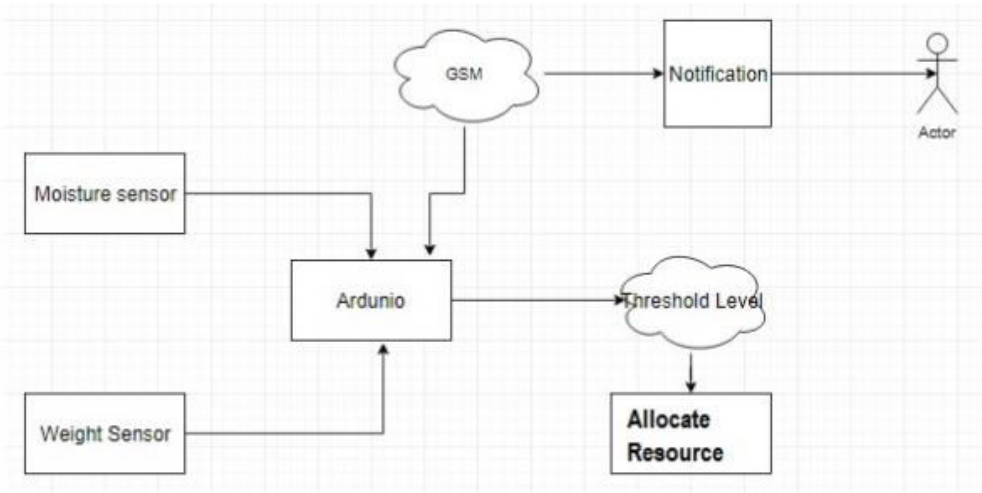 GSM
Notification
Actor
Moisture sensor
Ardunio
Threshold Level
Weight Sensor
Allocate
Resource